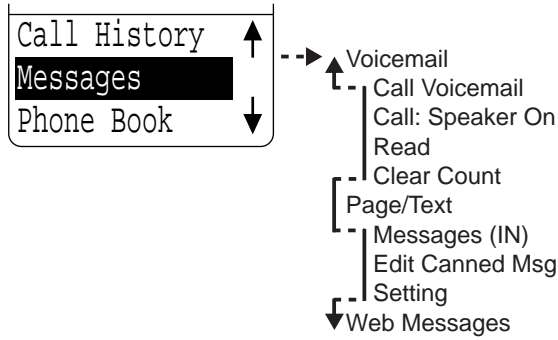 Call History
Messages
Phone Book
Voicemail
Call Voicemail
Call: Speaker On
Read
Clear Count
Page/Text
Messages (IN)
Edit Canned Msg
Setting
Web Messages